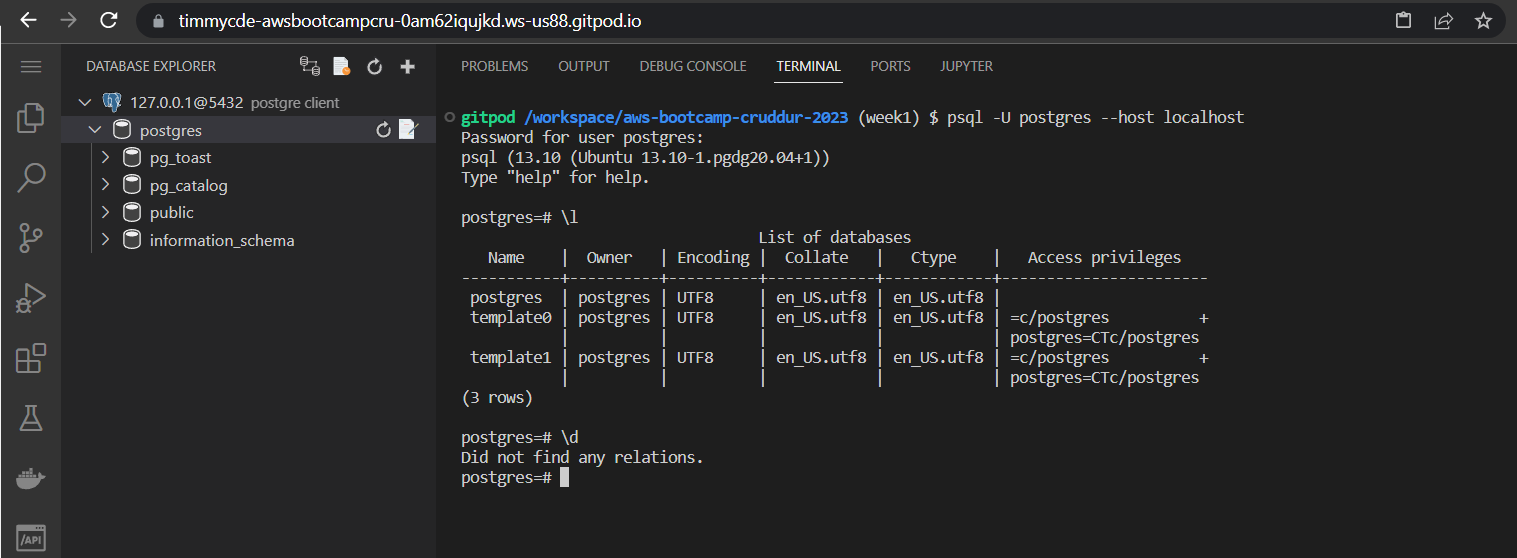 timmycde-awsbootcampcru-0am62iqujkd.ws-us88.gitpod.io
DATABASE EXPLORER
127.0.0.1@5432 postgre client
postgres
pg_toast
pg_catalog
public
information_schema
/API
PROBLEMS OUTPUT DEBUG CONSOLE TERMINAL PORTS JUPYTER
gitpod /workspace/aws-bootcamp-cruddur-2023 (week1) $ psql -U postgres --host localhost
Password for user postgres:
psql (13.10 (Ubuntu 13.10-1.pgdg20.04+1))
Type "help" for help.
postgres=# \l
                                 List of databases
   Name    |  Owner   | Encoding |  Collate   |   Ctype    |   Access privileges
-----------+----------+----------+------------+------------+-----------------------
 postgres  | postgres | UTF8     | en_US.utf8 | en_US.utf8 |
 template0 | postgres | UTF8     | en_US.utf8 | en_US.utf8 | =c/postgres          +
           |          |          |            |            | postgres=CTc/postgres
 template1 | postgres | UTF8     | en_US.utf8 | en_US.utf8 | =c/postgres          +
           |          |          |            |            | postgres=CTc/postgres
(3 rows)
postgres=# \d
Did not find any relations.
postgres=#